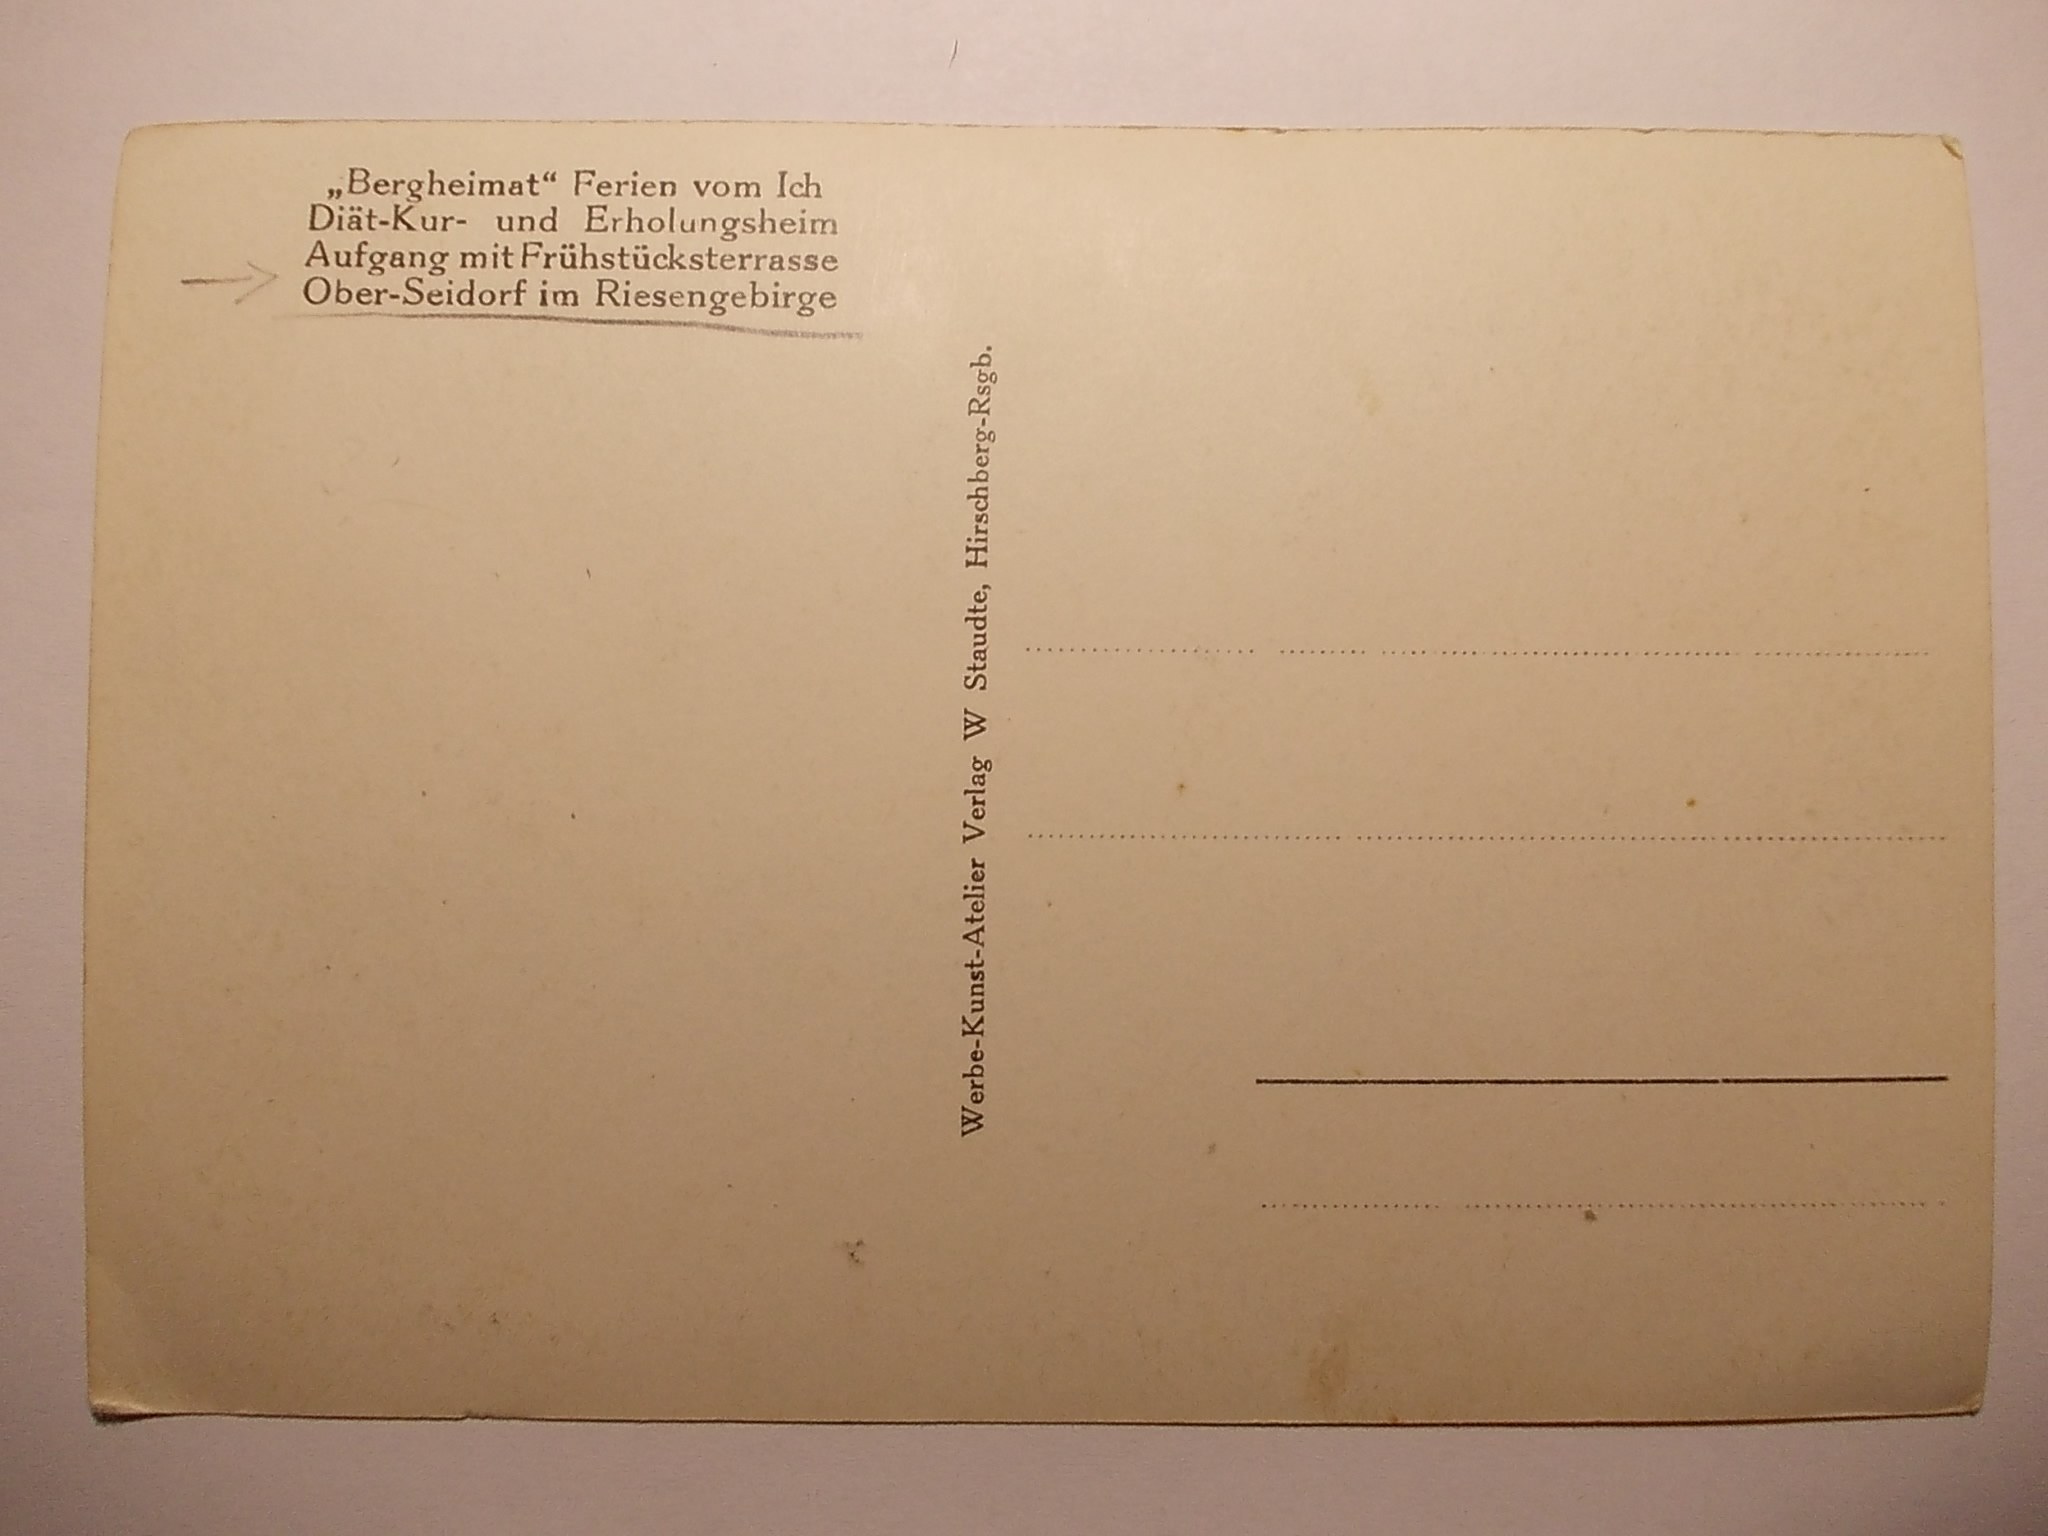 „Bergheimat“ Ferien vom Ich
Diät-Kur- und Erholungsheim
Aufgang mit Frühstücksterrasse
Ober-Seidorf im Riesengebirge
Werbe-Kunst-Atelier Verlag W Staudte, Hirschberg-Rsgb.